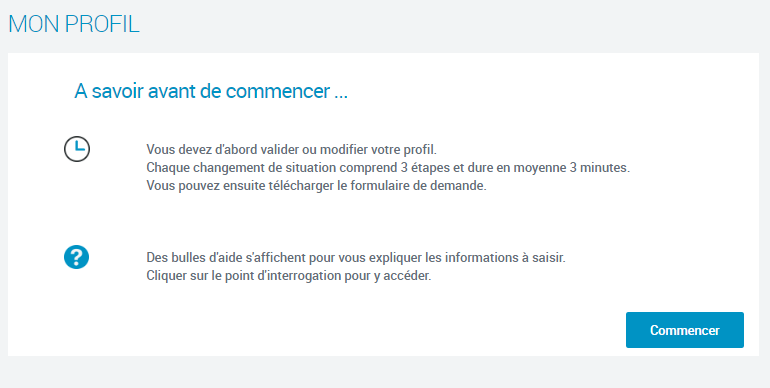 MON PROFIL
A savoir avant de commencer ...
Vous devez d'abord valider ou modifier votre profil.
Chaque changement de situation comprend 3 étapes et dure en moyenne 3 minutes.
Vous pouvez ensuite télécharger le formulaire de demande.
?
Des bulles d'aide s'affichent pour vous expliquer les informations à saisir.
Cliquer sur le point d'interrogation pour y accéder.
Commencer